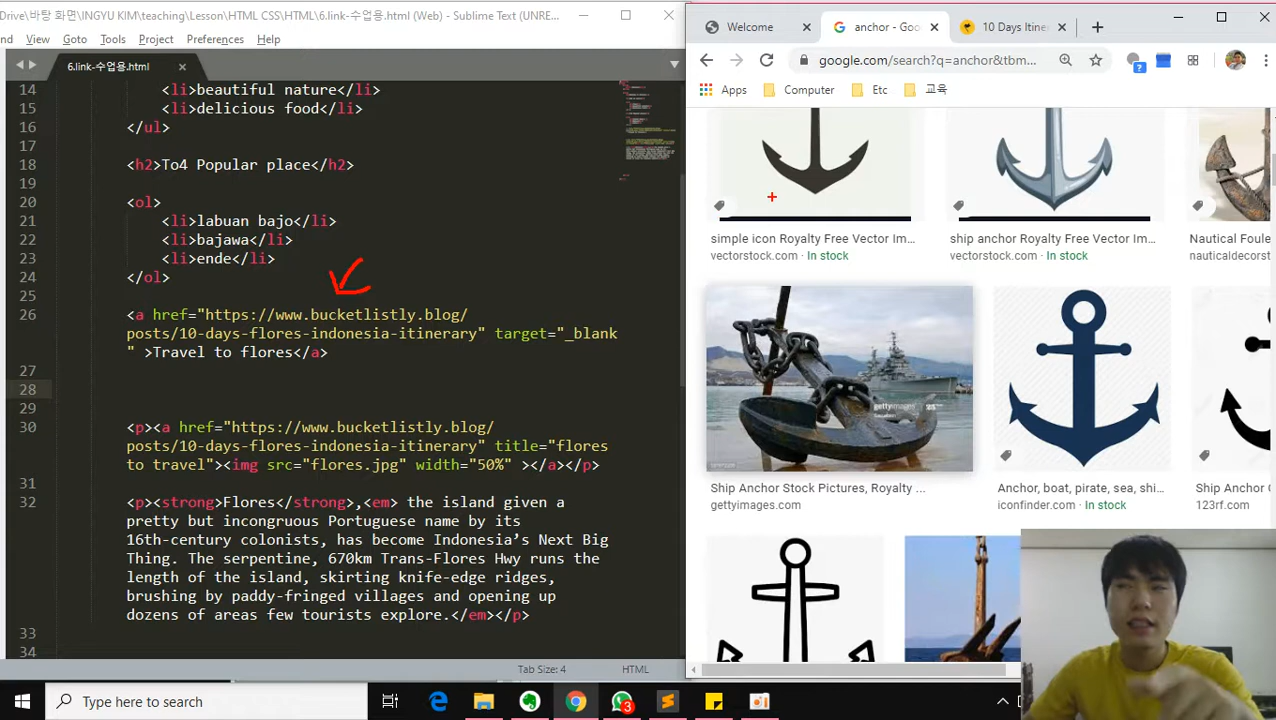 Drive\바탕 화면\INGYU KIM\teaching\Lesson\HTML CSS\HTML\6.link-수업용.html (Web) - Sublime Text (UNRE...
View Goto Tools Project Preferences Help
6.link-수업용.html
14 <li>beautiful nature</li>
15 <li>delicious food</li>
16 </ul>
17
18 <h2>To4 Popular place</h2>
19
20 <ol>
21 <li>labuan bajo</li>
22 <li>bajawa</li>
23 <li>ende</li>
24 </ol>
25
26 <a href="https://www.bucketlistly.blog/
posts/10-days-flores-indonesia-itinerary" target="_blank
" >Travel to flores</a>
27
28
29
30 <p><a href="https://www.bucketlistly.blog/
posts/10-days-flores-indonesia-itinerary" title="flores
to travel"><img src="flores.jpg" width="50%" ></a></p>
31
32 <p><strong>Flores</strong>,<em> the island given a
pretty but incongruous Portuguese name by its
16th-century colonists, has become Indonesia’s Next Big
Thing. The serpentine, 670km Trans-Flores Hwy runs the
length of the island, skirting knife-edge ridges,
brushing by paddy-fringed villages and opening up
dozens of areas few tourists explore.</em></p>
33
34
Tab Size: 4 HTML
Welcome
anchor - Goo
10 Days Itine
google.com/search?q=anchor&tbm...
Apps Computer Etc 교육
simple icon Royalty Free Vector Im...
vectorstock.com · In stock
ship anchor Royalty Free Vector Im...
vectorstock.com · In stock
Nautical Foule
nauticaldecors
gettyimages
Ship Anchor Stock Pictures, Royalty ...
gettyimages.com
Anchor, boat, pirate, sea, shi...
iconfinder.com · In stock
Ship Anchor
123rf.com
Type here to search
3